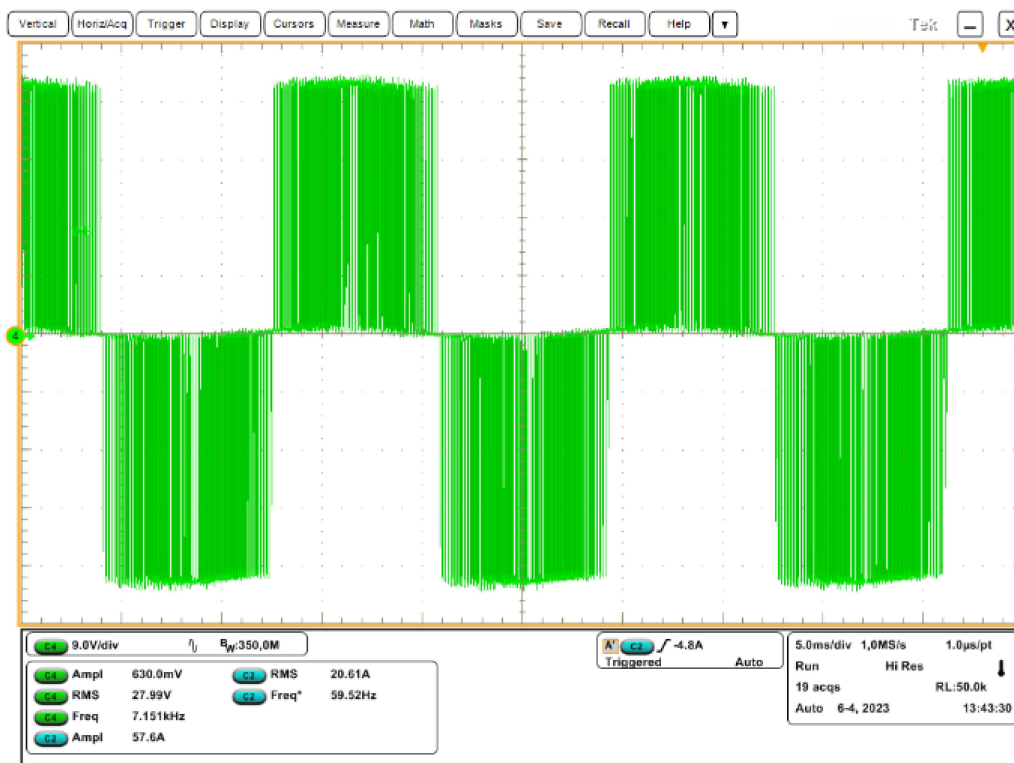 Vertical Horiz/Acq Trigger Display Cursors Measure Math Masks Save Recall Help Tek X
4
C4 9.0V/div BW:350,0M
C4 Ampl 630.0mV C2 RMS 20.61A
C4 RMS 27.99V C2 Freq* 59.52Hz
C4 Freq 7.151kHz
C2 Ampl 57.6A
A' C2 -4.8A
Triggered Auto
5.0ms/div 1,0MS/s 1.0µs/pt
Run Hi Res
19 acqs RL:50.0k
Auto 6-4, 2023 13:43:30